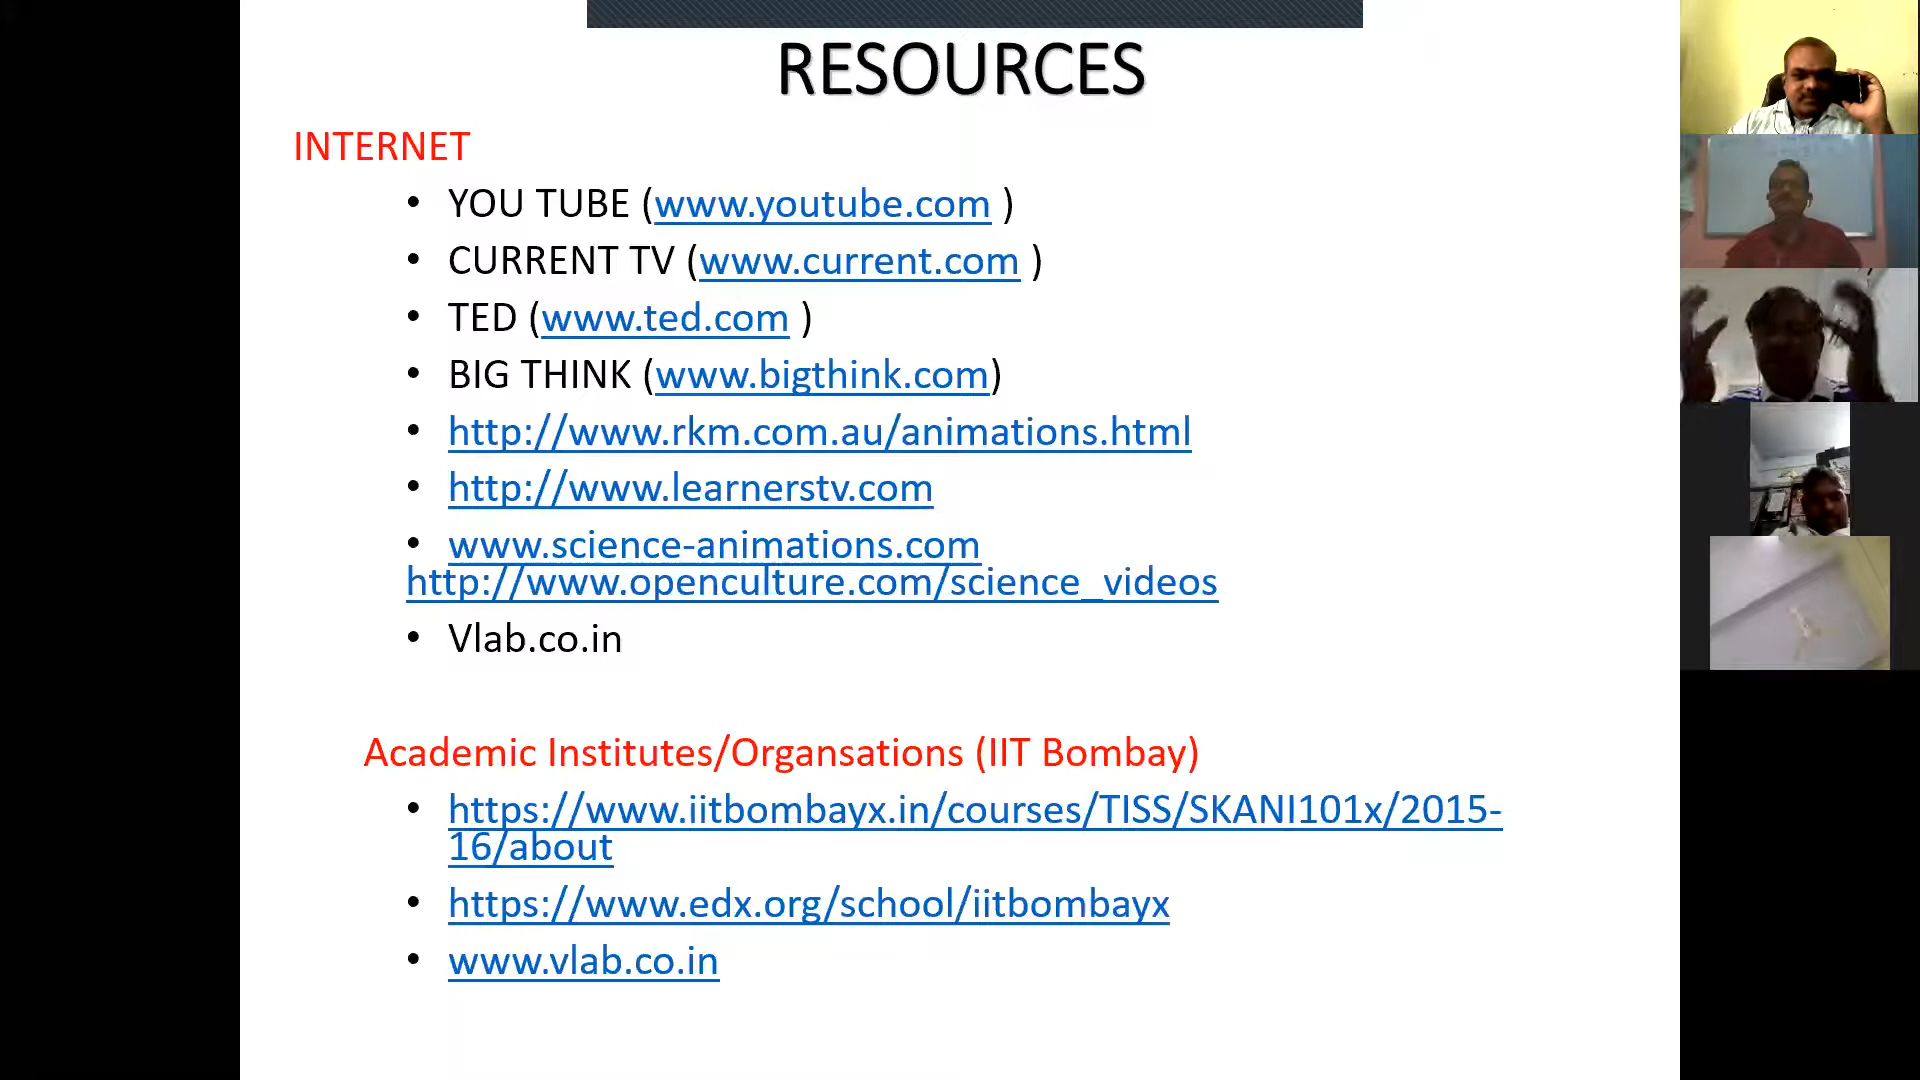 RESOURCES
INTERNET
• YOU TUBE (www.youtube.com )
• CURRENT TV (www.current.com )
• TED (www.ted.com )
• BIG THINK (www.bigthink.com)
• http://www.rkm.com.au/animations.html
• http://www.learnerstv.com
• www.science-animations.com
http://www.openculture.com/science_videos
• Vlab.co.in
Academic Institutes/Organsations (IIT Bombay)
• https://www.iitbombayx.in/courses/TISS/SKANI101x/2015-
16/about
• https://www.edx.org/school/iitbombayx
• www.vlab.co.in